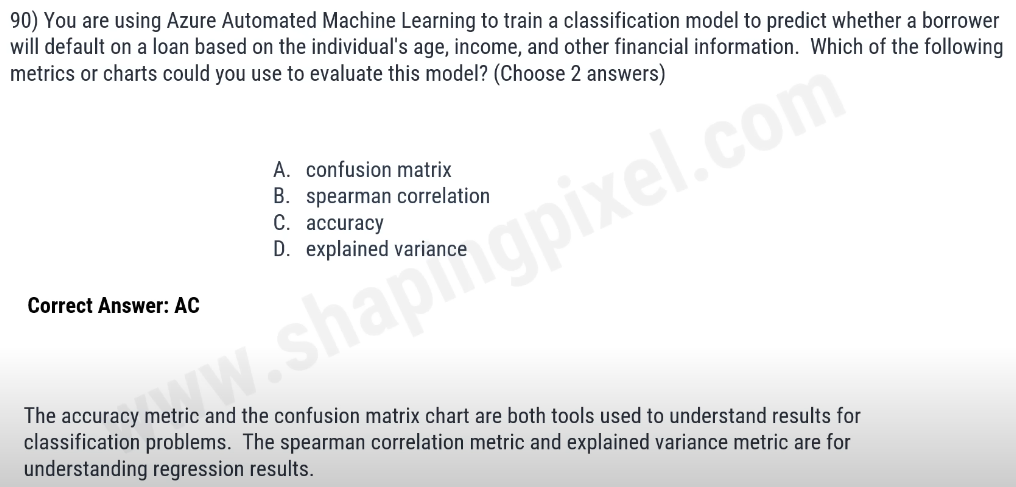 90) You are using Azure Automated Machine Learning to train a classification model to predict whether a borrower
will default on a loan based on the individual's age, income, and other financial information.  Which of the following
metrics or charts could you use to evaluate this model? (Choose 2 answers)
A. confusion matrix
B. spearman correlation
C. accuracy
D. explained variance
Correct Answer: AC
www.shapingpixel.com
The accuracy metric and the confusion matrix chart are both tools used to understand results for
classification problems.  The spearman correlation metric and explained variance metric are for
understanding regression results.